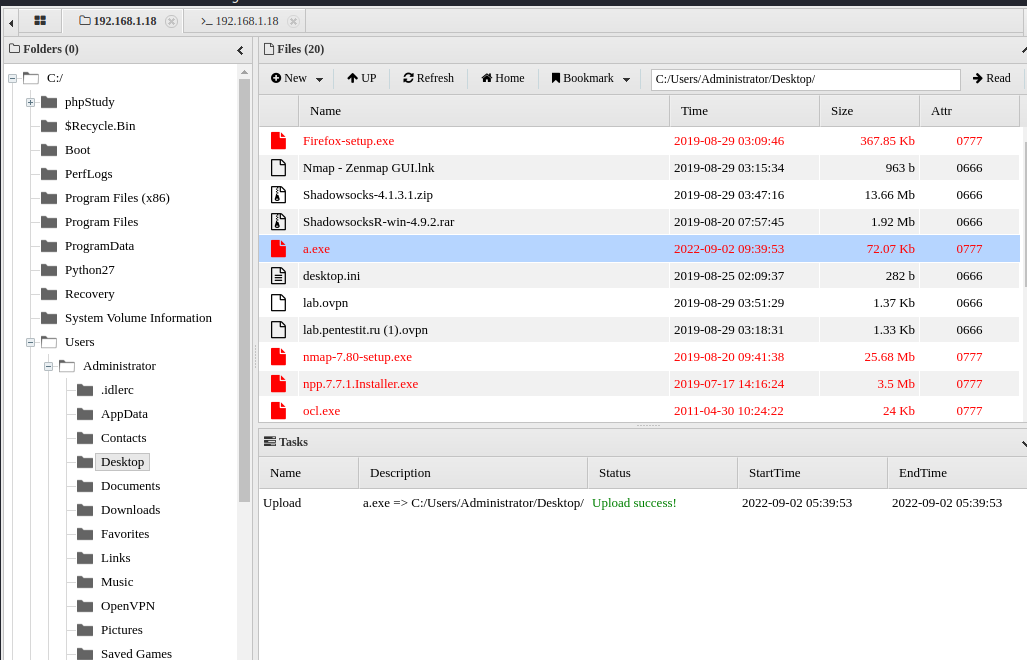 192.168.1.18
>_ 192.168.1.18
Folders (0)
C:/
phpStudy
$Recycle.Bin
Boot
PerfLogs
Program Files (x86)
Program Files
ProgramData
Python27
Recovery
System Volume Information
Users
Administrator
.idlerc
AppData
Contacts
Desktop
Documents
Downloads
Favorites
Links
Music
OpenVPN
Pictures
Saved Games
Files (20)
New UP Refresh Home Bookmark C:/Users/Administrator/Desktop/ Read
Name Time Size Attr
Firefox-setup.exe 2019-08-29 03:09:46 367.85 Kb 0777
Nmap - Zenmap GUI.lnk 2019-08-29 03:15:34 963 b 0666
Shadowsocks-4.1.3.1.zip 2019-08-29 03:47:16 13.66 Mb 0666
ShadowsocksR-win-4.9.2.rar 2019-08-20 07:57:45 1.92 Mb 0666
a.exe 2022-09-02 09:39:53 72.07 Kb 0777
desktop.ini 2019-08-25 02:09:37 282 b 0666
lab.ovpn 2019-08-29 03:51:29 1.37 Kb 0666
lab.pentestit.ru (1).ovpn 2019-08-29 03:18:31 1.33 Kb 0666
nmap-7.80-setup.exe 2019-08-20 09:41:38 25.68 Mb 0777
npp.7.7.1.Installer.exe 2019-07-17 14:16:24 3.5 Mb 0777
ocl.exe 2011-04-30 10:24:22 24 Kb 0777
Tasks
Name Description Status StartTime EndTime
Upload a.exe => C:/Users/Administrator/Desktop/ Upload success! 2022-09-02 05:39:53 2022-09-02 05:39:53